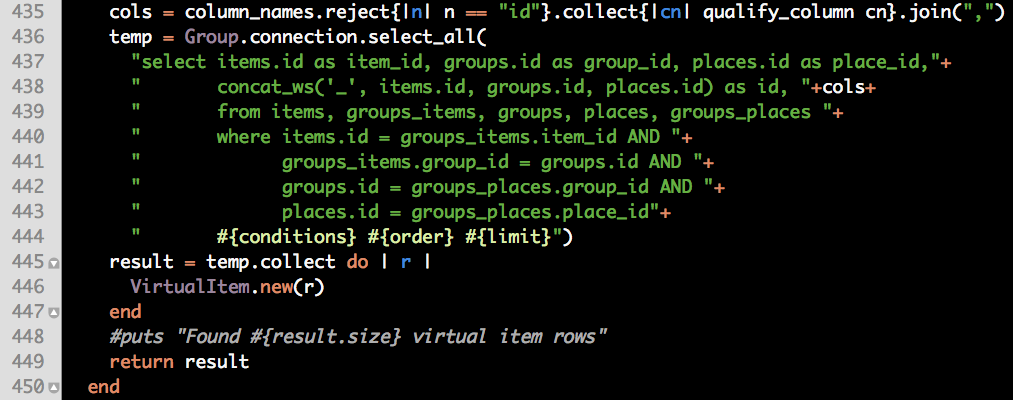 435 cols = column_names.reject{|n| n == "id"}.collect{|cn| qualify_column cn}.join(",")
436 temp = Group.connection.select_all(
437 "select items.id as item_id, groups.id as group_id, places.id as place_id,"+
438 " concat_ws('_', items.id, groups.id, places.id) as id, "+cols+
439 " from items, groups_items, groups, places, groups_places "+
440 " where items.id = groups_items.item_id AND "+
441 " groups_items.group_id = groups.id AND "+
442 " groups.id = groups_places.group_id AND "+
443 " places.id = groups_places.place_id"+
444 " #{conditions} #{order} #{limit}")
445 result = temp.collect do | r |
446 VirtualItem.new(r)
447 end
448 #puts "Found #{result.size} virtual item rows"
449 return result
450 end